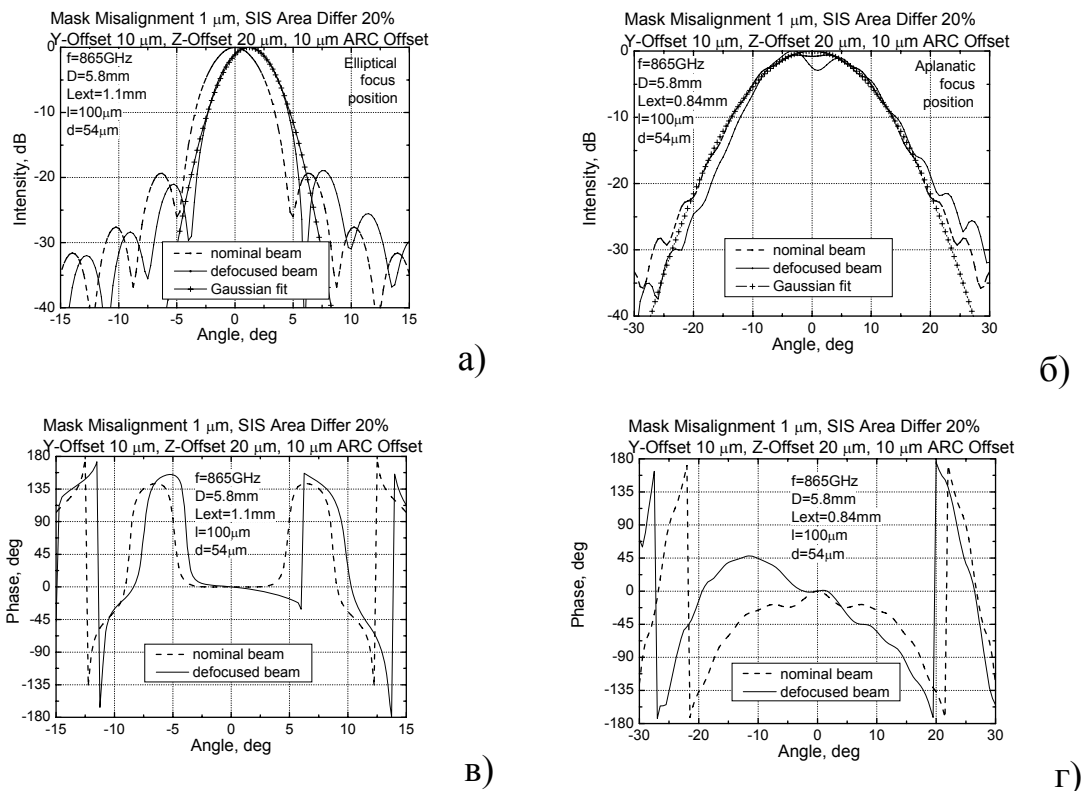 Mask Misalignment 1 μm, SIS Area Differ 20%
Y-Offset 10 μm, Z-Offset 20 μm, 10 μm ARC Offset
f=865GHz
D=5.8mm
Lext=1.1mm
l=100μm
d=54μm
Elliptical
focus
position
Intensity, dB
0
-10
-20
-30
-40
nominal beam
defocused beam
Gaussian fit
-15 -10 -5 0 5 10 15
Angle, deg
а)
Mask Misalignment 1 μm, SIS Area Differ 20%
Y-Offset 10 μm, Z-Offset 20 μm, 10 μm ARC Offset
f=865GHz
D=5.8mm
Lext=0.84mm
l=100μm
d=54μm
Aplanatic
focus
position
Intensity, dB
0
-10
-20
-30
-40
nominal beam
defocused beam
Gaussian fit
-30 -20 -10 0 10 20 30
Angle, deg
б)
Mask Misalignment 1 μm, SIS Area Differ 20%
Y-Offset 10 μm, Z-Offset 20 μm, 10 μm ARC Offset
f=865GHz
D=5.8mm
Lext=1.1mm
l=100μm
d=54μm
Phase, deg
180
135
90
45
0
-45
-90
-135
-180
nominal beam
defocused beam
-15 -10 -5 0 5 10 15
Angle, deg
в)
Mask Misalignment 1 μm, SIS Area Differ 20%
Y-Offset 10 μm, Z-Offset 20 μm, 10 μm ARC Offset
f=865GHz
D=5.8mm
Lext=0.84mm
l=100μm
d=54μm
Phase, deg
180
135
90
45
0
-45
-90
-135
-180
nominal beam
defocused beam
-30 -20 -10 0 10 20 30
Angle, deg
г)